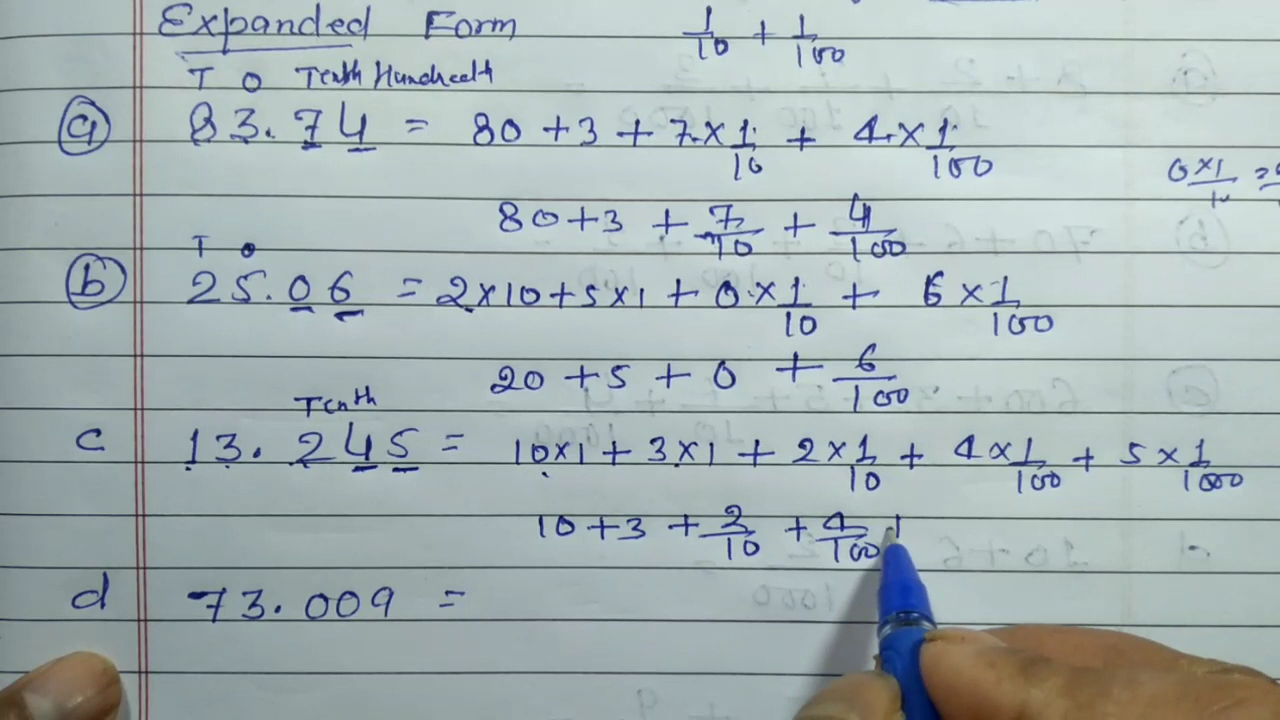 Expanded Form 1/10 + 1/100
T O Tenth Hundredth
(a) 83.74 = 80 + 3 + 7 × 1/10 + 4 × 1/100
0×1/10 =
80 + 3 + 7/10 + 4/100
T O
(b) 25.06 = 2×10 + 5×1 + 0×1/10 + 6×1/100
20 + 5 + 0 + 6/100
Tenth
c 13.245 = 10×1 + 3×1 + 2×1/10 + 4×1/100 + 5×1/1000
10 + 3 + 2/10 + 4/100
d 73.009 =